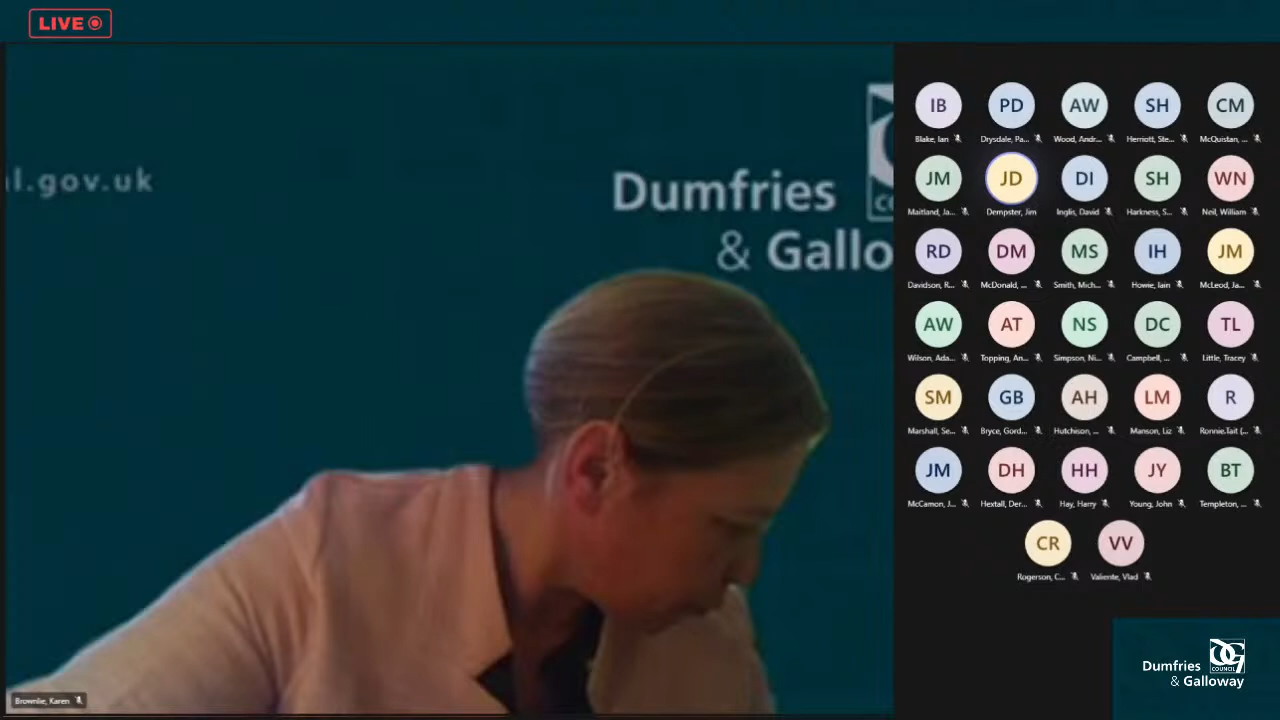 LIVE
l.gov.uk
Dumfries
& Gallo
IB
PD
AW
SH
CM
Blake, Ian
Drysdale, Pa...
Wood, Andr...
Herriott, Ste...
McQuistan, ...
JM
JD
DI
SH
WN
Maitland, Ja...
Dempster, Jim
Inglis, David
Harkness, S...
Neil, William
RD
DM
MS
IH
JM
Davidson, R...
McDonald, ...
Smith, Mich...
Howie, Iain
McLeod, Ja...
AW
AT
NS
DC
TL
Wilson, Ada...
Topping, An...
Simpson, Ni...
Campbell, ...
Little, Tracey
SM
GB
AH
LM
R
Marshall, Se...
Bryce, Gord...
Hutchison, ...
Manson, Liz
Ronnie.Tait (...
JM
DH
HH
JY
BT
McCamon, J...
Hextall, Der...
Hay, Harry
Young, John
Templeton, ...
CR
VV
Rogerson, C...
Valiente, Vlad
Brownlie, Karen
Dumfries
COUNCIL
& Galloway